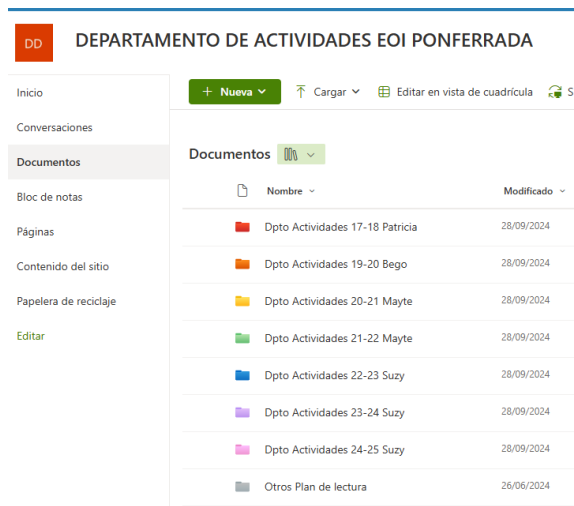 DD
DEPARTAMENTO DE ACTIVIDADES EOI PONFERRADA
Inicio
Conversaciones
Documentos
Bloc de notas
Páginas
Contenido del sitio
Papelera de reciclaje
Editar
+ Nueva
Cargar
Editar en vista de cuadrícula
S
Documentos
Nombre Modificado
Dpto Actividades 17-18 Patricia 28/09/2024
Dpto Actividades 19-20 Bego 28/09/2024
Dpto Actividades 20-21 Mayte 28/09/2024
Dpto Actividades 21-22 Mayte 28/09/2024
Dpto Actividades 22-23 Suzy 28/09/2024
Dpto Actividades 23-24 Suzy 28/09/2024
Dpto Actividades 24-25 Suzy 28/09/2024
Otros Plan de lectura 26/06/2024